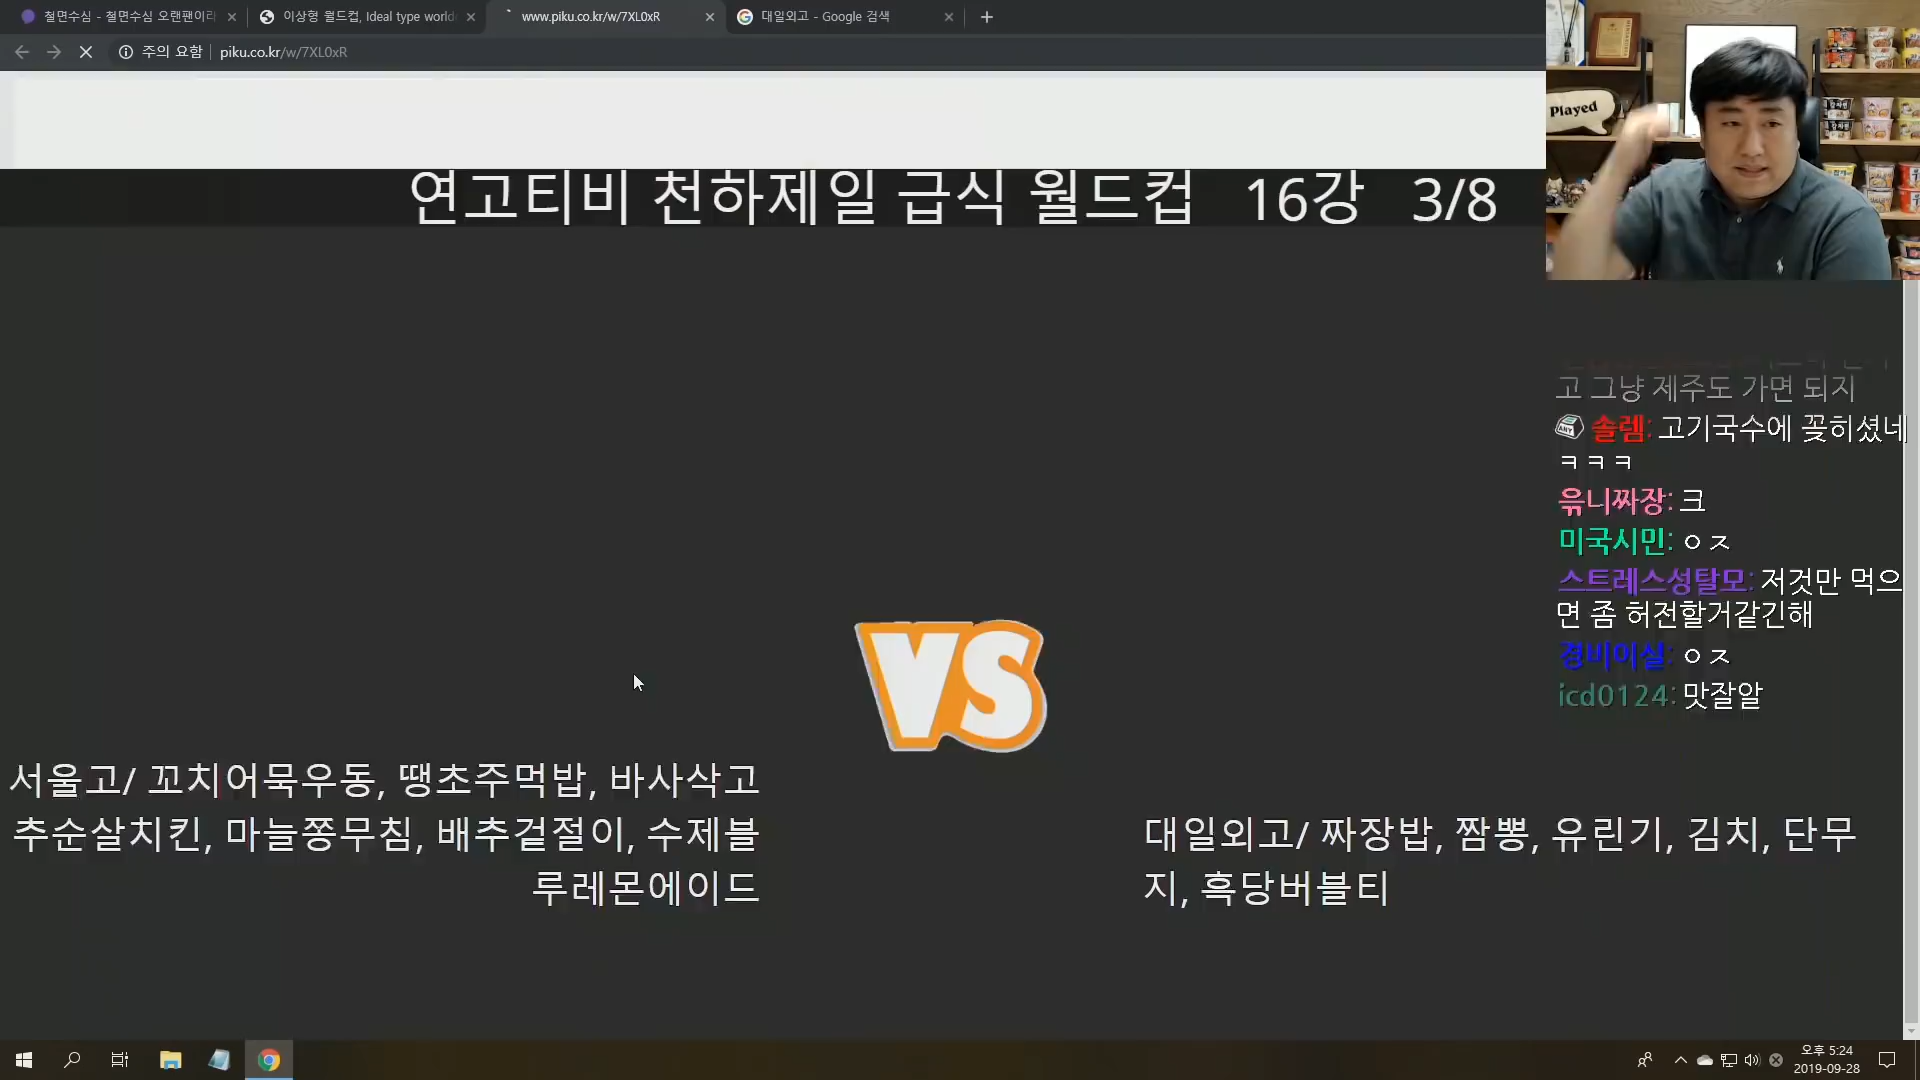 철면수심 - 철면수심 오랜팬이라
이상형 월드컵, Ideal type world
www.piku.co.kr/w/7XL0xR
대일외고 - Google 검색
주의 요함
piku.co.kr/w/7XL0xR
Played
연고티비 천하제일 급식 월드컵 16강 3/8
고 그냥 제주도 가면 되지
솔렘: 고기국수에 꽂히셨네
ㅋㅋㅋ
윾니짜장: 크
미국시민: ㅇㅈ
스트레스성탈모: 저것만 먹으
면 좀 허전할거같긴해
경비이실: ㅇㅈ
icd0124: 맛잘알
VS
서울고/ 꼬치어묵우동, 땡초주먹밥, 바사삭고
추순살치킨, 마늘쫑무침, 배추겉절이, 수제블
루레몬에이드
대일외고/ 짜장밥, 짬뽕, 유린기, 김치, 단무
지, 흑당버블티
오후 5:24
2019-09-28